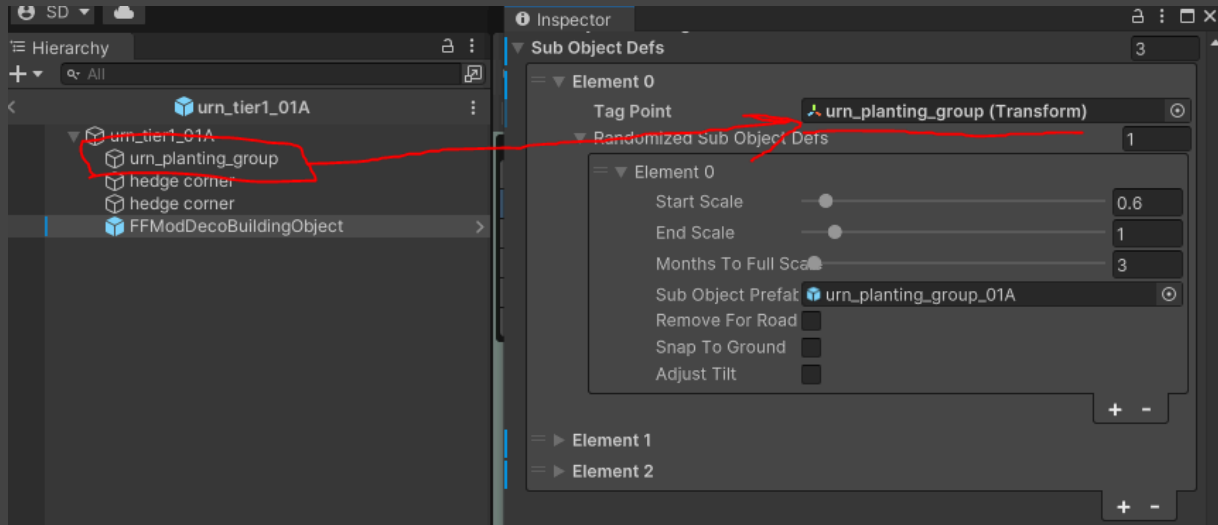 SD
Hierarchy
All
urn_tier1_01A
urn_tier1_01A
urn_planting_group
hedge corner
hedge corner
FFModDecoBuildingObject
Inspector
Sub Object Defs 3
Element 0
Tag Point urn_planting_group (Transform)
Randomized Sub Object Defs 1
Element 0
Start Scale 0.6
End Scale 1
Months To Full Sca 3
Sub Object Prefab urn_planting_group_01A
Remove For Road
Snap To Ground
Adjust Tilt
+ -
Element 1
Element 2
+ -